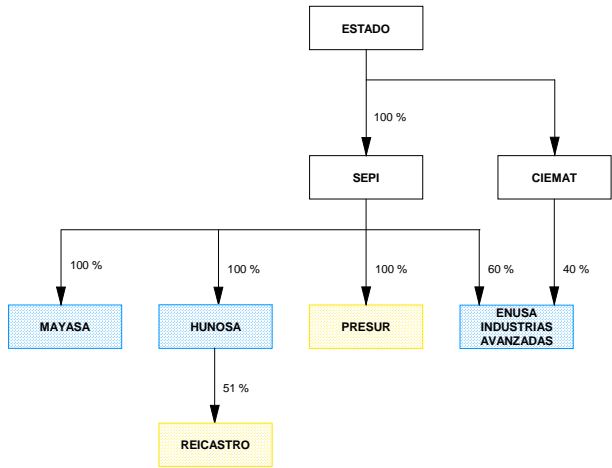 ESTADO
100 %
SEPI
CIEMAT
100 %
100 %
100 %
60 %
40 %
MAYASA
HUNOSA
PRESUR
ENUSA
INDUSTRIAS
AVANZADAS
51 %
REICASTRO